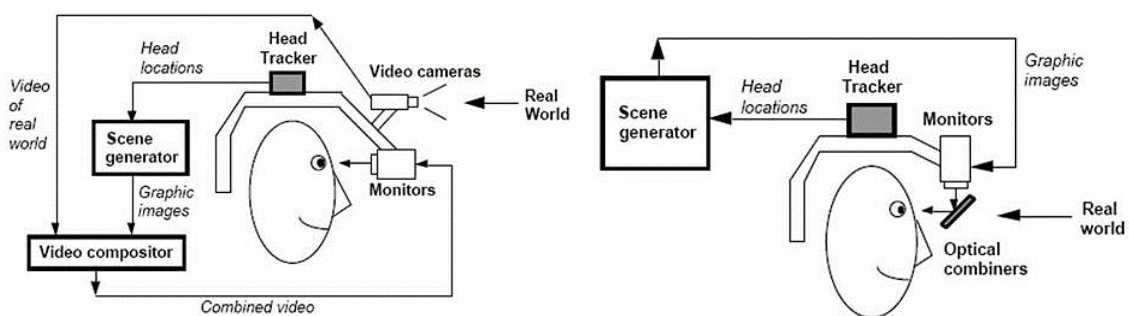 Video
of
real
world
Head
locations
Head
Tracker
Video cameras
Real
World
Scene
generator
Graphic
images
Monitors
Video compositor
Combined video
Scene
generator
Head
locations
Head
Tracker
Graphic
images
Monitors
Real
world
Optical
combiners